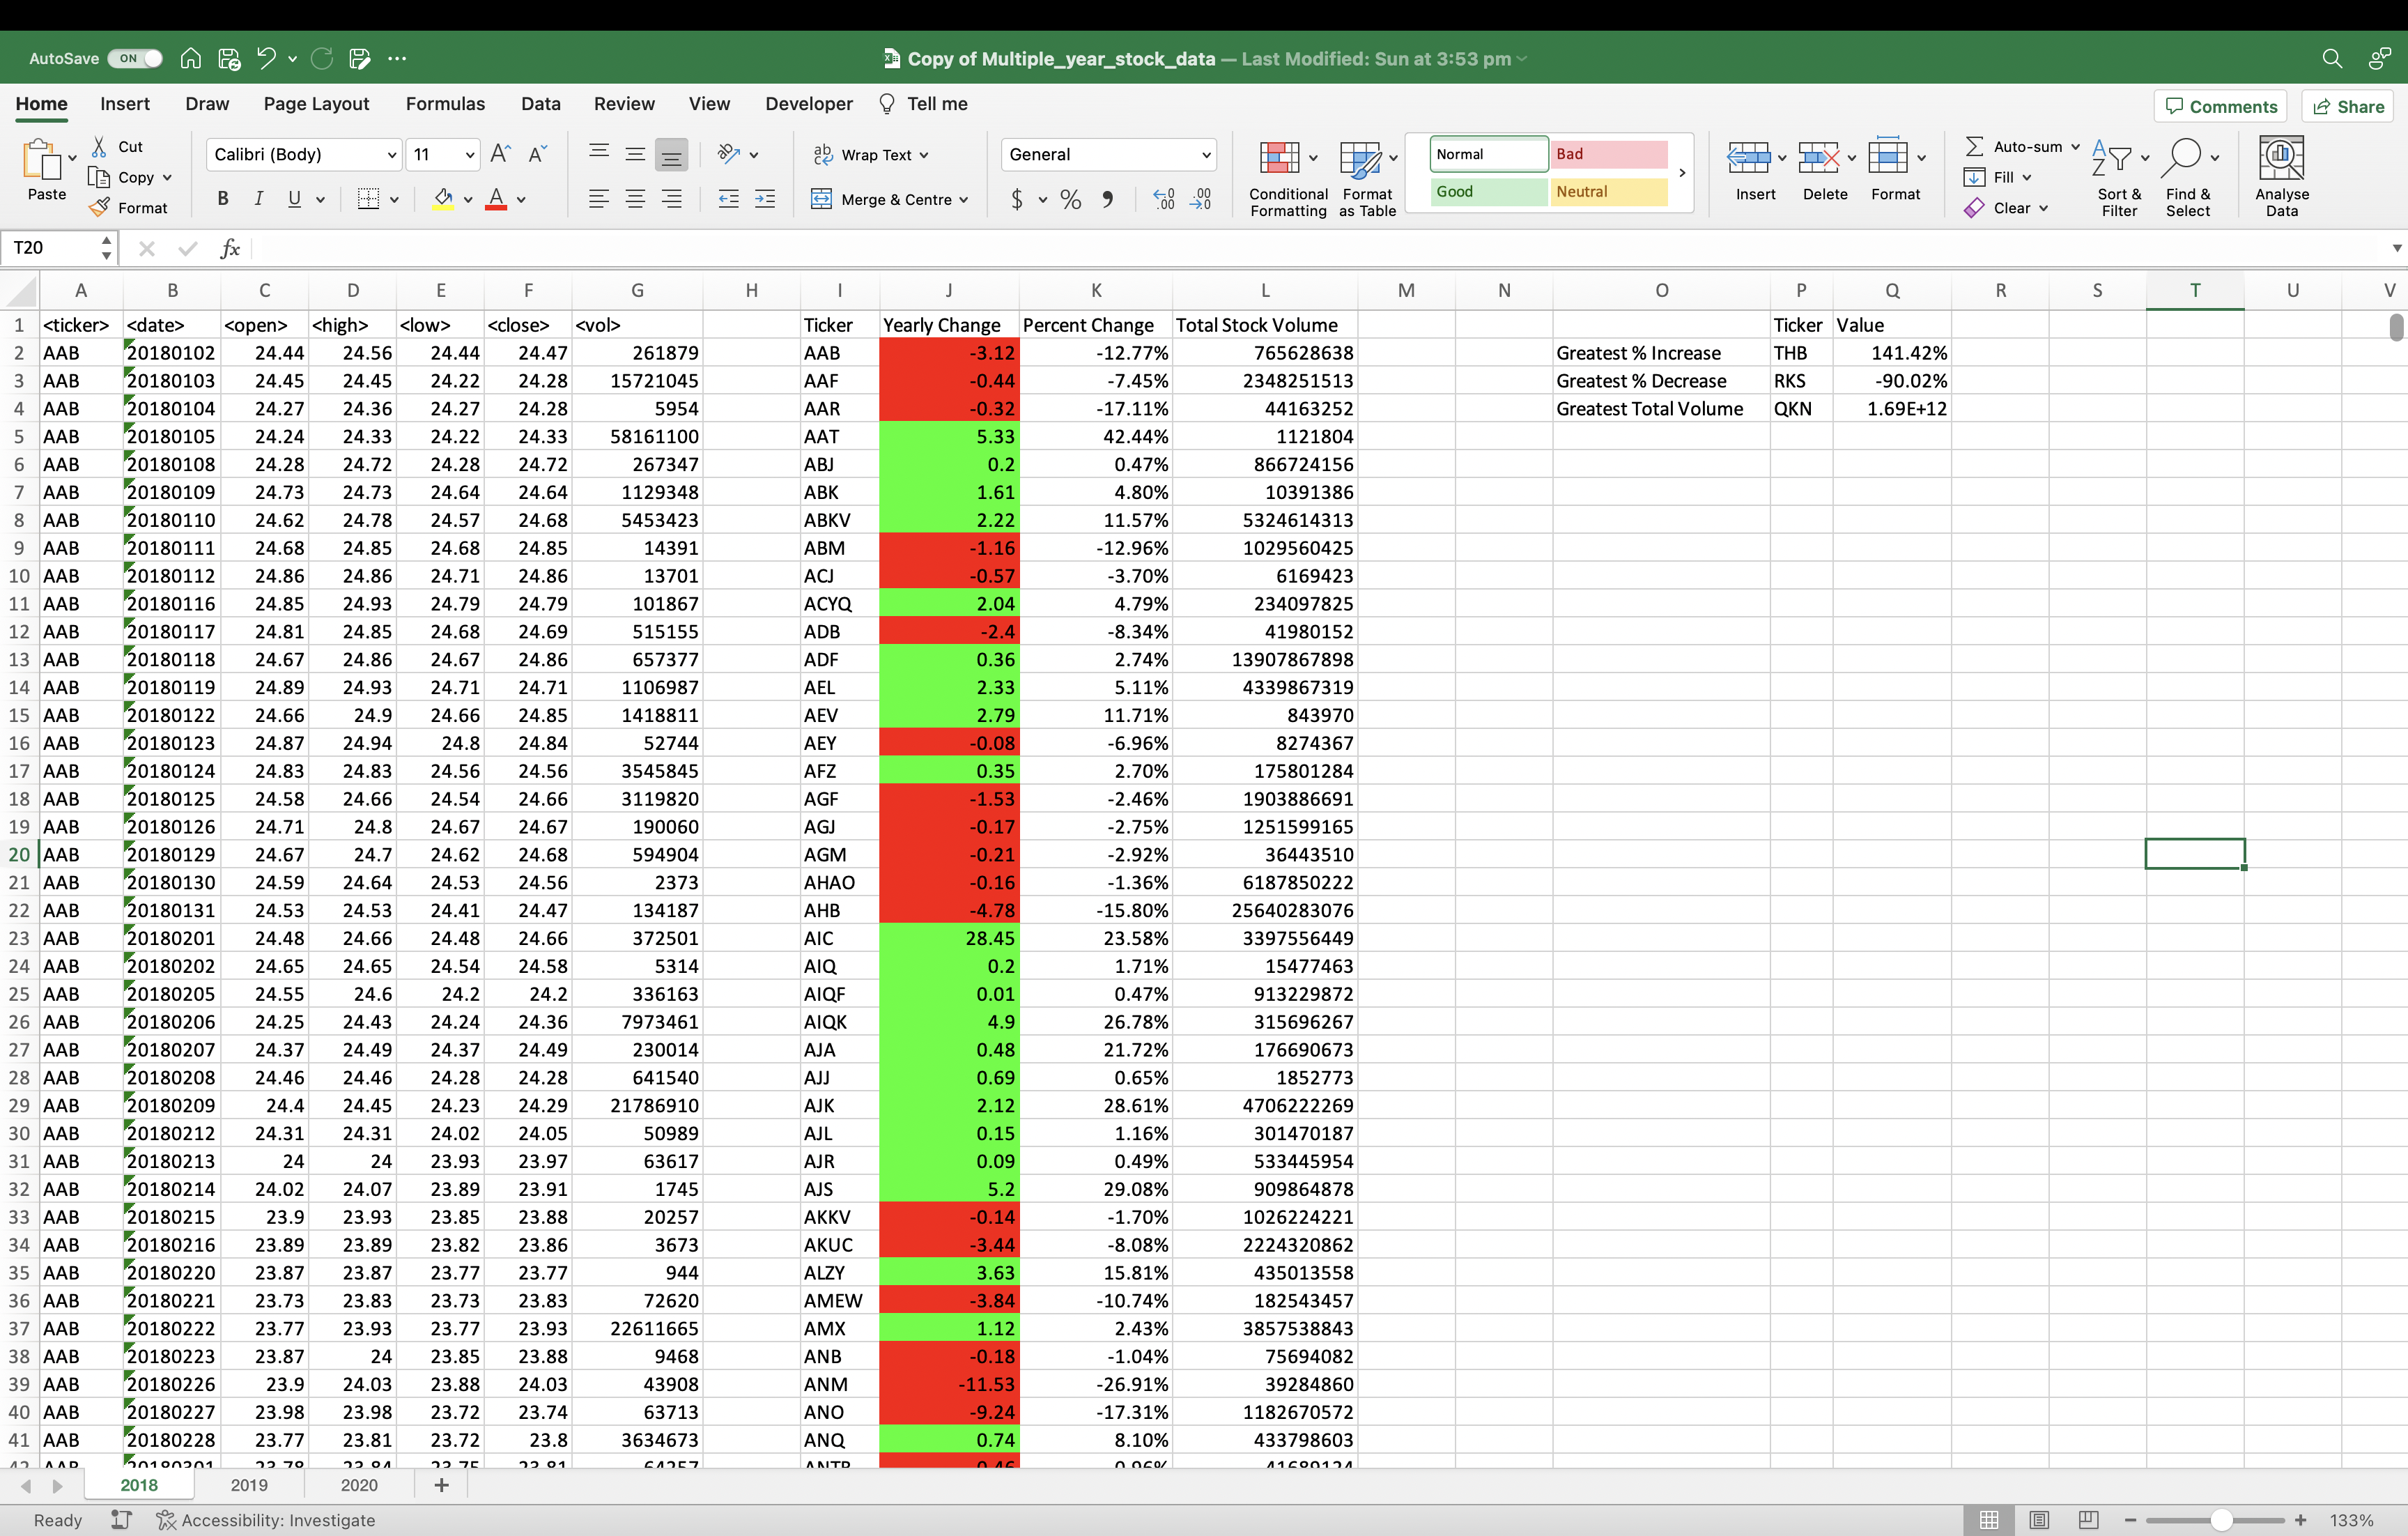 AutoSave ON Copy of Multiple_year_stock_data — Last Modified: Sun at 3:53 pm
Home Insert Draw Page Layout Formulas Data Review View Developer Tell me Comments Share
Paste Cut Copy Format
Calibri (Body) 11 A^ A˅ B I U A
Wrap Text Merge & Centre
General $ % 9 .00 .00
Conditional Formatting Format as Table
Normal Bad Good Neutral
Insert Delete Format
Auto-sum Fill Clear
Sort & Filter Find & Select Analyse Data
T20 fx
A B C D E F G H I J K L M N O P Q R S T U V
1 <ticker> <date> <open> <high> <low> <close> <vol> Ticker Yearly Change Percent Change Total Stock Volume Ticker Value
2 AAB 20180102 24.44 24.56 24.44 24.47 261879 AAB -3.12 -12.77% 765628638 Greatest % Increase THB 141.42%
3 AAB 20180103 24.45 24.45 24.22 24.28 15721045 AAF -0.44 -7.45% 2348251513 Greatest % Decrease RKS -90.02%
4 AAB 20180104 24.27 24.36 24.27 24.28 5954 AAR -0.32 -17.11% 44163252 Greatest Total Volume QKN 1.69E+12
5 AAB 20180105 24.24 24.33 24.22 24.33 58161100 AAT 5.33 42.44% 1121804
6 AAB 20180108 24.28 24.72 24.28 24.72 267347 ABJ 0.2 0.47% 866724156
7 AAB 20180109 24.73 24.73 24.64 24.64 1129348 ABK 1.61 4.80% 10391386
8 AAB 20180110 24.62 24.78 24.57 24.68 5453423 ABKV 2.22 11.57% 5324614313
9 AAB 20180111 24.68 24.85 24.68 24.85 14391 ABM -1.16 -12.96% 1029560425
10 AAB 20180112 24.86 24.86 24.71 24.86 13701 ACJ -0.57 -3.70% 6169423
11 AAB 20180116 24.85 24.93 24.79 24.79 101867 ACYQ 2.04 4.79% 234097825
12 AAB 20180117 24.81 24.85 24.68 24.69 515155 ADB -2.4 -8.34% 41980152
13 AAB 20180118 24.67 24.86 24.67 24.86 657377 ADF 0.36 2.74% 13907867898
14 AAB 20180119 24.89 24.93 24.71 24.71 1106987 AEL 2.33 5.11% 4339867319
15 AAB 20180122 24.66 24.9 24.66 24.85 1418811 AEV 2.79 11.71% 843970
16 AAB 20180123 24.87 24.94 24.8 24.84 52744 AEY -0.08 -6.96% 8274367
17 AAB 20180124 24.83 24.83 24.56 24.56 3545845 AFZ 0.35 2.70% 175801284
18 AAB 20180125 24.58 24.66 24.54 24.66 3119820 AGF -1.53 -2.46% 1903886691
19 AAB 20180126 24.71 24.8 24.67 24.67 190060 AGJ -0.17 -2.75% 1251599165
20 AAB 20180129 24.67 24.7 24.62 24.68 594904 AGM -0.21 -2.92% 36443510
21 AAB 20180130 24.59 24.64 24.53 24.56 2373 AHAO -0.16 -1.36% 6187850222
22 AAB 20180131 24.53 24.53 24.41 24.47 134187 AHB -4.78 -15.80% 25640283076
23 AAB 20180201 24.48 24.66 24.48 24.66 372501 AIC 28.45 23.58% 3397556449
24 AAB 20180202 24.65 24.65 24.54 24.58 5314 AIQ 0.2 1.71% 15477463
25 AAB 20180205 24.55 24.6 24.2 24.2 336163 AIQF 0.01 0.47% 913229872
26 AAB 20180206 24.25 24.43 24.24 24.36 7973461 AIQK 4.9 26.78% 315696267
27 AAB 20180207 24.37 24.49 24.37 24.49 230014 AJA 0.48 21.72% 176690673
28 AAB 20180208 24.46 24.46 24.28 24.28 641540 AJJ 0.69 0.65% 1852773
29 AAB 20180209 24.4 24.45 24.23 24.29 21786910 AJK 2.12 28.61% 4706222269
30 AAB 20180212 24.31 24.31 24.02 24.05 50989 AJL 0.15 1.16% 301470187
31 AAB 20180213 24 24 23.93 23.97 63617 AJR 0.09 0.49% 533445954
32 AAB 20180214 24.02 24.07 23.89 23.91 1745 AJS 5.2 29.08% 909864878
33 AAB 20180215 23.9 23.93 23.85 23.88 20257 AKKV -0.14 -1.70% 1026224221
34 AAB 20180216 23.89 23.89 23.82 23.86 3673 AKUC -3.44 -8.08% 2224320862
35 AAB 20180220 23.87 23.87 23.77 23.77 944 ALZY 3.63 15.81% 435013558
36 AAB 20180221 23.73 23.83 23.73 23.83 72620 AMEW -3.84 -10.74% 182543457
37 AAB 20180222 23.77 23.93 23.77 23.93 22611665 AMX 1.12 2.43% 3857538843
38 AAB 20180223 23.87 24 23.85 23.88 9468 ANB -0.18 -1.04% 75694082
39 AAB 20180226 23.9 24.03 23.88 24.03 43908 ANM -11.53 -26.91% 39284860
40 AAB 20180227 23.98 23.98 23.72 23.74 63713 ANO -9.24 -17.31% 1182670572
41 AAB 20180228 23.77 23.81 23.72 23.8 3634673 ANQ 0.74 8.10% 433798603
2018 2019 2020 +
Ready Accessibility: Investigate 133%